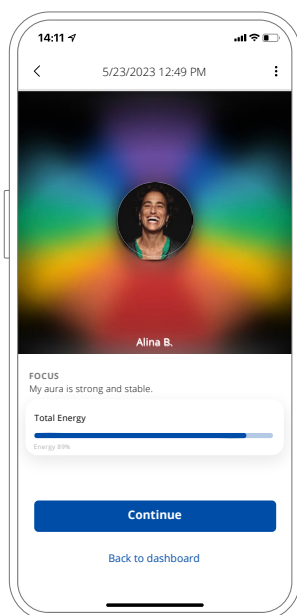 14:11
5/23/2023 12:49 PM
Alina B.
FOCUS
My aura is strong and stable.
Total Energy
Energy 89%
Continue
Back to dashboard